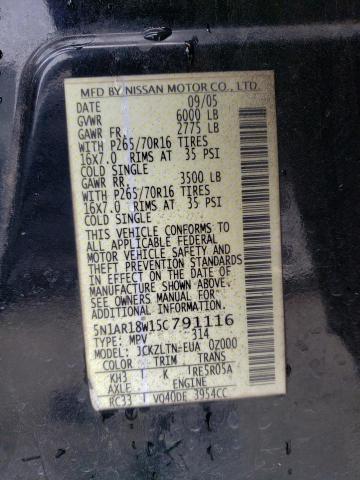 MFD BY NISSAN MOTOR CO., LTD.
DATE 09/05
GVWR 6000 LB
GAWR FR 2775 LB
WITH P265/70R16 TIRES
16X7.0 RIMS AT 35 PSI
COLD SINGLE
GAWR RR 3500 LB
WITH P265/70R16 TIRES
16X7.0 RIMS AT 35 PSI
COLD SINGLE
THIS VEHICLE CONFORMS TO
ALL APPLICABLE FEDERAL
MOTOR VEHICLE SAFETY AND
THEFT PREVENTION STANDARDS
IN EFFECT ON THE DATE OF
MANUFACTURE SHOWN ABOVE.
SEE OWNERS MANUAL FOR
ADDITIONAL INFORMATION
5N1AR18W15C791116
TYPE: MPV 314
MODEL: JCKZLTN-EUA 0Z000
COLOR TRIM TRANS
KH3 K TRE5R05A
AXLE ENGINE
RC33 VQ40DE 3954CC